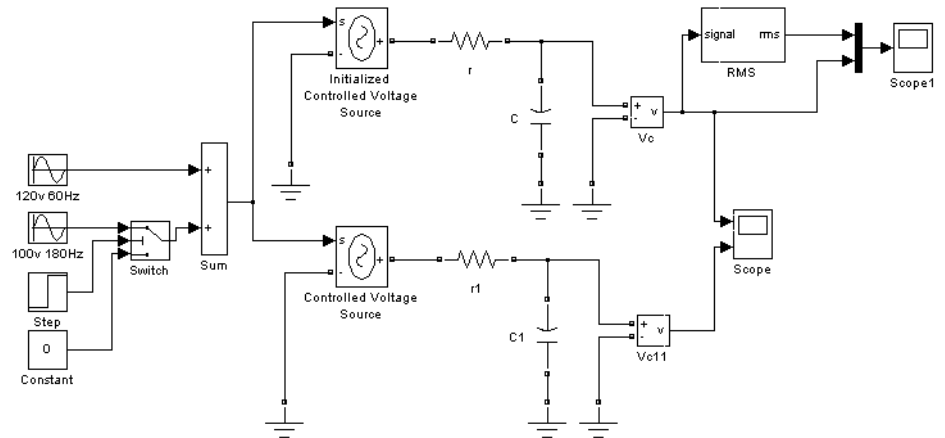 s
+
-
Initialized
Controlled Voltage
Source
r
C
+
-
v
Vc
signal
rms
RMS
Scope1
120v 60Hz
100v 180Hz
Switch
Step
0
Constant
+
+
Sum
s
+
-
Controlled Voltage
Source
r1
C1
+
-
v
Vc11
Scope